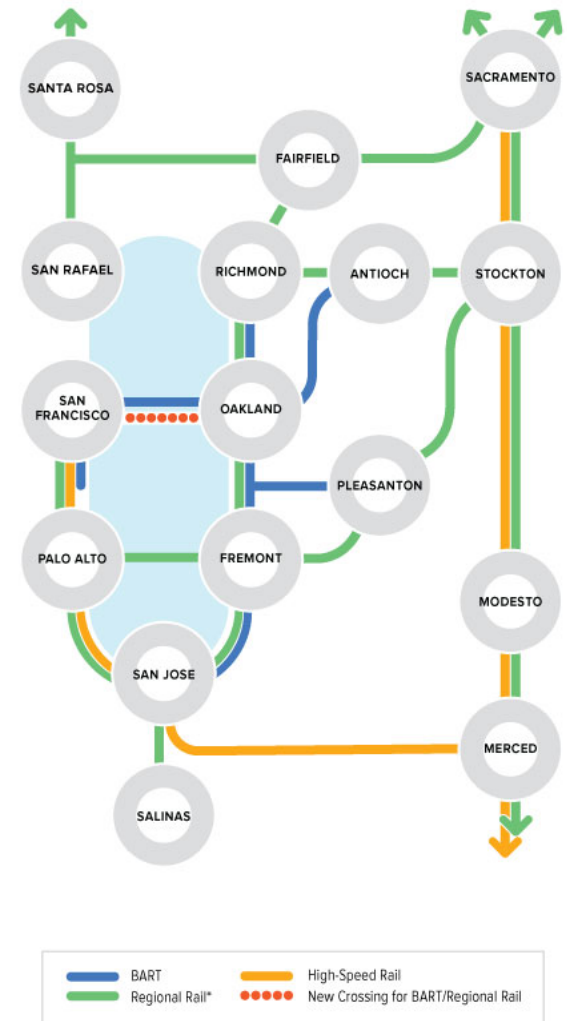 SANTA ROSA
SACRAMENTO
FAIRFIELD
SAN RAFAEL
RICHMOND
ANTIOCH
STOCKTON
SAN
FRANCISCO
OAKLAND
PLEASANTON
PALO ALTO
FREMONT
MODESTO
SAN JOSE
MERCED
SALINAS
BART
High-Speed Rail
Regional Rail*
New Crossing for BART/Regional Rail